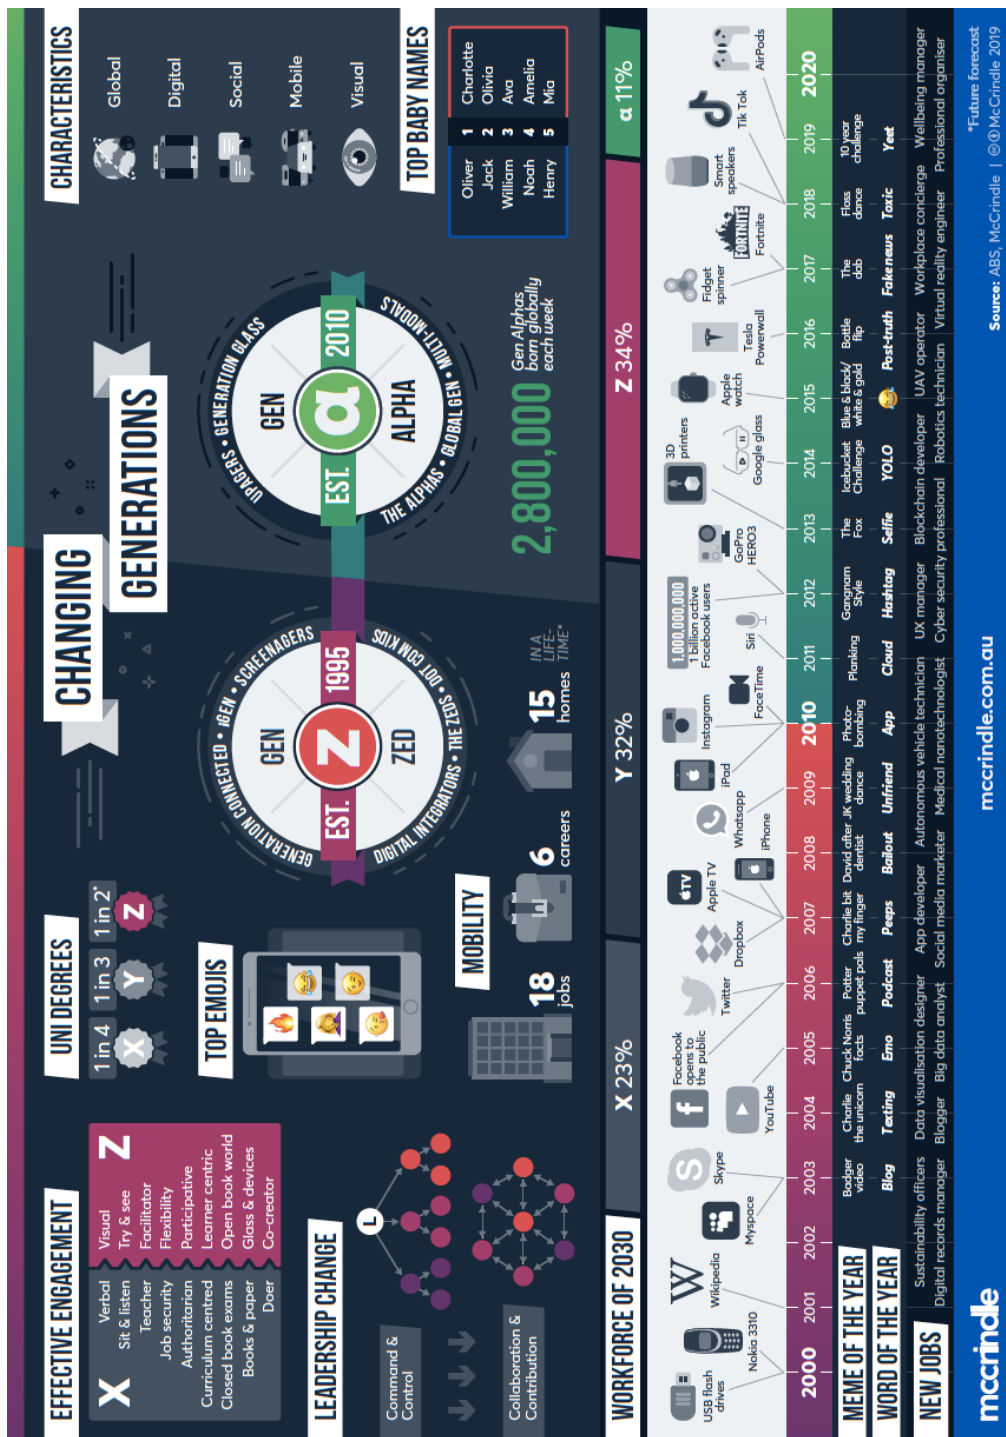 EFFECTIVE ENGAGEMENT
X
Verbal
Sit & listen
Teacher
Job security
Authoritarian
Curriculum centred
Closed book exams
Books & paper
Doer
Z
Visual
Try & see
Facilitator
Flexibility
Participative
Learner centric
Open book world
Glass & devices
Co-creator
LEADERSHIP CHANGE
Command &
Control
L
Collaboration &
Contribution
UNI DEGREES
1 in 4
1 in 3
1 in 2*
X
Y
Z
TOP EMOJIS
MOBILITY
18
jobs
6
careers
15
homes
IN A
LIFE-
TIME*
CHANGING
GENERATIONS
GENERATION CONNECTED • iGEN • SCREENAGERS
GEN
EST.
Z
1995
ZED
DIGITAL INTEGRATORS • THE ZEDS • DOT COM KIDS
UPAGERS • GENERATION GLASS
GEN
EST.
α
2010
ALPHA
THE ALPHAS • GLOBAL GEN • MULTI-MODALS
2,800,000
Gen Alphas
born globally
each week
CHARACTERISTICS
Global
Digital
Social
Mobile
Visual
TOP BABY NAMES
Oliver 1 Charlotte
Jack 2 Olivia
William 3 Ava
Noah 4 Amelia
Henry 5 Mia
WORKFORCE OF 2030
X 23%
Y 32%
Z 34%
α 11%
USB flash
drives
Nokia 3310
W
Wikipedia
Myspace
S
Skype
YouTube
f
Facebook
opens to
the public
Twitter
Dropbox
tv
Apple TV
iPhone
Whatsapp
iPad
Instagram
FaceTime
Siri
1,000,000,000
1 billion active
Facebook users
GoPro
HERO3
3D
printers
Google glass
Apple
watch
Tesla
Powerwall
Fidget
spinner
FORTNITE
Fortnite
Smart
speakers
Tik Tok
AirPods
2000 2001 2002 2003 2004 2005 2006 2007 2008 2009 2010 2011 2012 2013 2014 2015 2016 2017 2018 2019 2020
MEME OF THE YEAR
Badger
video
Charlie
the unicorn
Chuck Norris
facts
Potter
puppet pals
Charlie bit
my finger
David after
dentist
JK wedding
dance
Photo-
bombing
Planking
Gangnam
Style
The
Fox
Icebucket
Challenge
Blue & black/
white & gold
Bottle
flip
The
dab
Floss
dance
10 year
challenge
WORD OF THE YEAR
Blog Texting Emo Podcast Peeps Bailout Unfriend App Cloud Hashtag Selfie YOLO 😂 Post-truth Fake news Toxic Yeet
NEW JOBS
Sustainability officers Data visualisation designer App developer Autonomous vehicle technician UX manager Blockchain developer UAV operator Workplace concierge Wellbeing manager
Digital records manager Blogger Big data analyst Social media marketer Medical nanotechnologist Cyber security professional Robotics technician Virtual reality engineer Professional organiser
mccrindle
mccrindle.com.au
*Future forecast
Source: ABS, McCrindle | McCrindle 2019